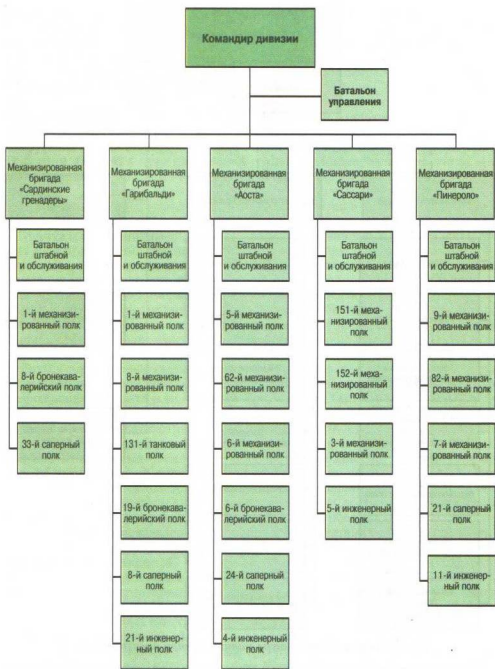 Командир дивизии
Батальон
управления
Механизированная
бригада
«Сардинские
гренадеры»
Батальон
штабной
и обслуживания
1-й механизи-
рованный полк
8-й бронекава-
лерийский полк
33-й саперный
полк
Механизированная
бригада
«Гарибальди»
Батальон
штабной
и обслуживания
1-й механизи-
рованный полк
8-й механизи-
рованный полк
131-й танковый
полк
19-й бронекава-
лерийский полк
8-й саперный
полк
21-й инженер-
ный полк
Механизированная
бригада
«Аоста»
Батальон
штабной
и обслуживания
5-й механизи-
рованный полк
62-й механизи-
рованный полк
6-й механизи-
рованный полк
6-й бронекава-
лерийский полк
24-й саперный
полк
4-й инженер-
ный полк
Механизированная
бригада
«Сассари»
Батальон
штабной
и обслуживания
151-й меха-
низированный
полк
152-й меха-
низированный
полк
3-й механизи-
рованный полк
5-й инженер-
ный полк
Механизированная
бригада
«Пинероло»
Батальон
штабной
и обслуживания
9-й механизи-
рованный полк
82-й механизи-
рованный полк
7-й механизи-
рованный полк
21-й саперный
полк
11-й инженер-
ный полк